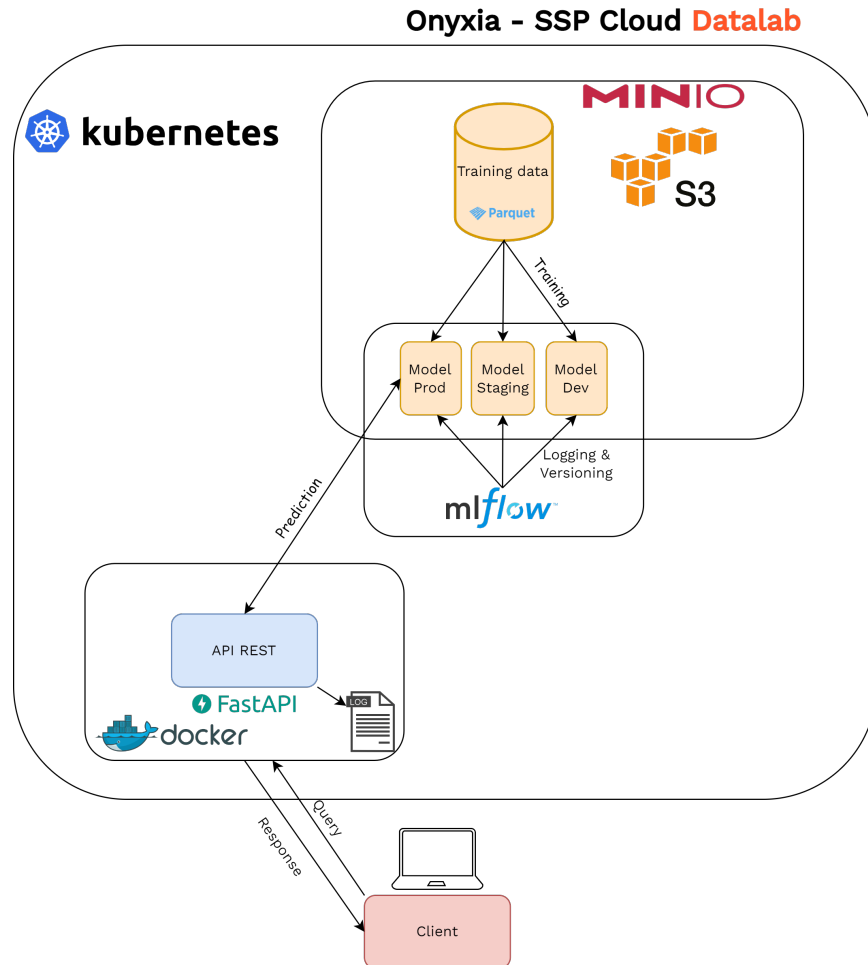 Onyxia - SSP Cloud Datalab
MINIO
kubernetes
S3
Training data
Parquet
Training
Model
Prod
Model
Staging
Model
Dev
Logging &
Versioning
mlflow™
Prediction
API REST
FastAPI
LOG
docker
Query
Response
Client